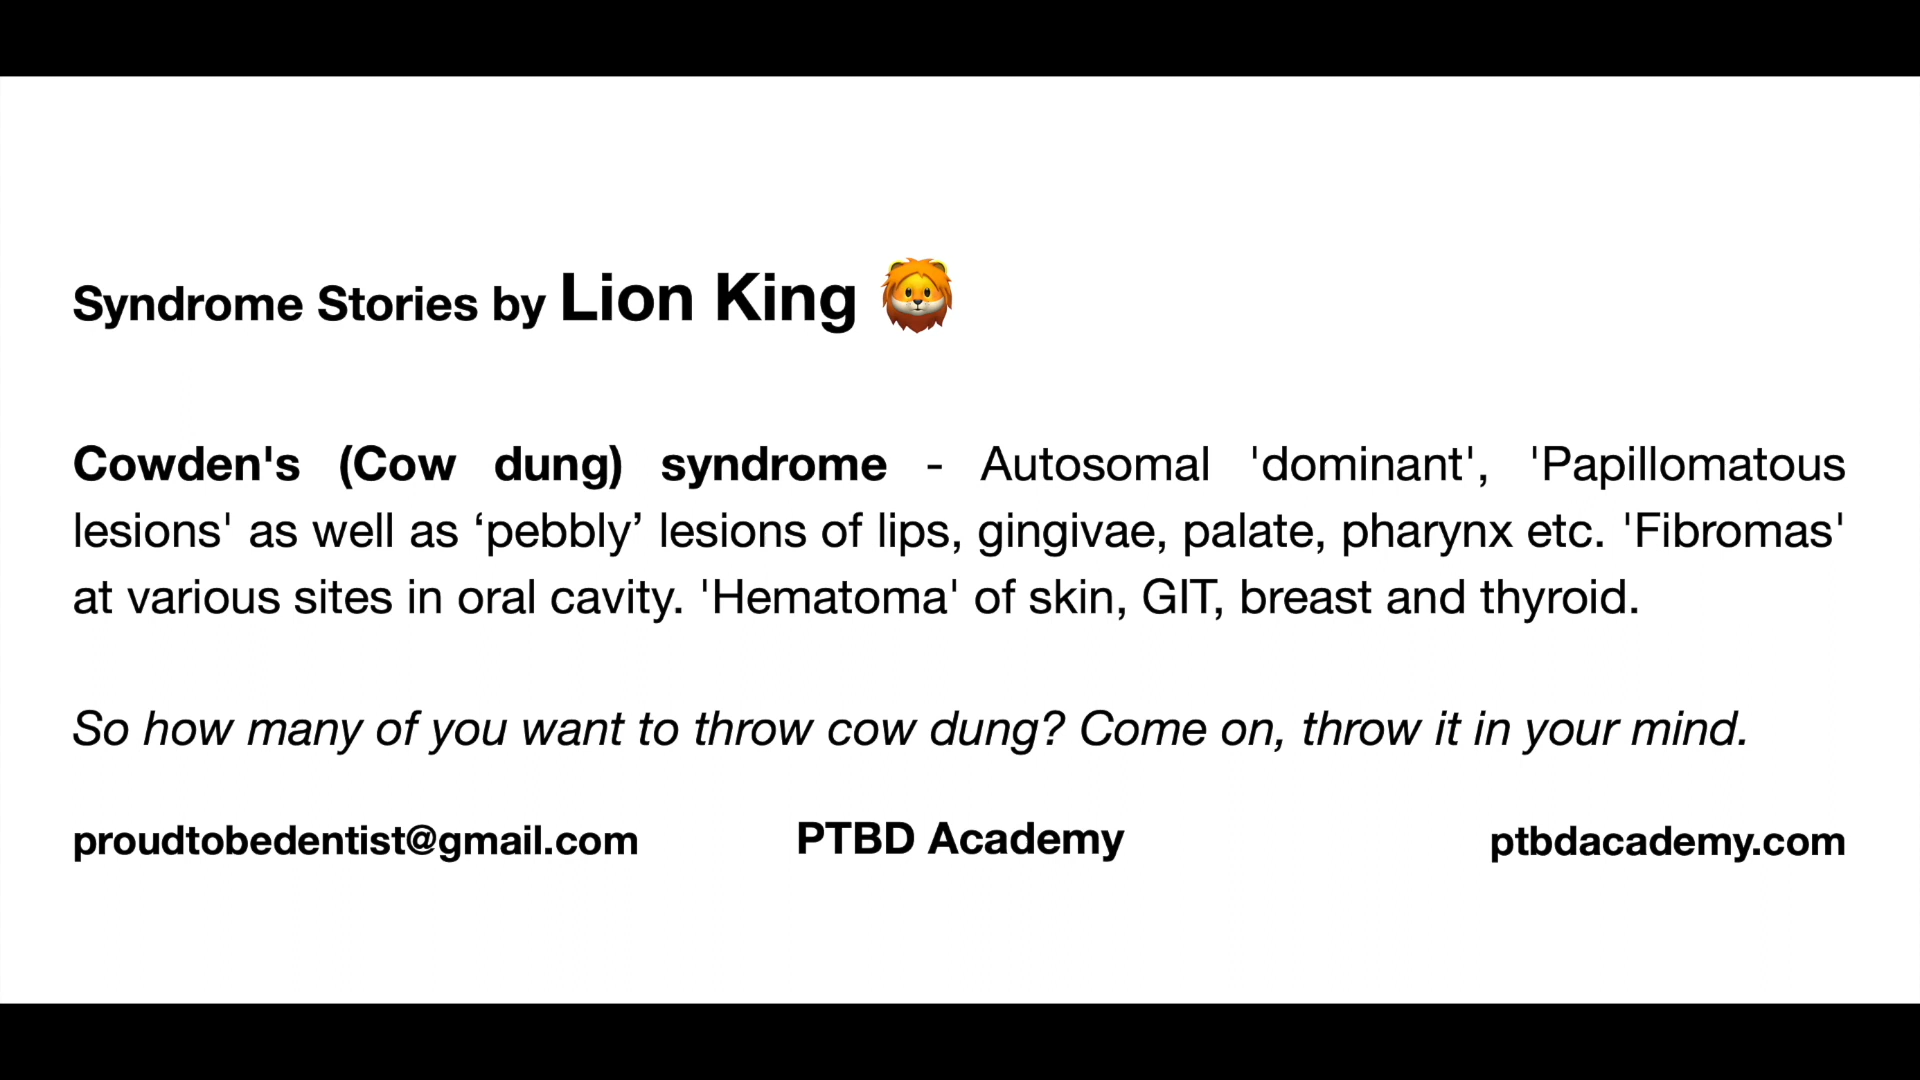 Syndrome Stories by Lion King 🦁
Cowden's (Cow dung) syndrome - Autosomal 'dominant', 'Papillomatous
lesions' as well as ‘pebbly’ lesions of lips, gingivae, palate, pharynx etc. 'Fibromas'
at various sites in oral cavity. 'Hematoma' of skin, GIT, breast and thyroid.
So how many of you want to throw cow dung? Come on, throw it in your mind.
proudtobedentist@gmail.com PTBD Academy ptbdacademy.com